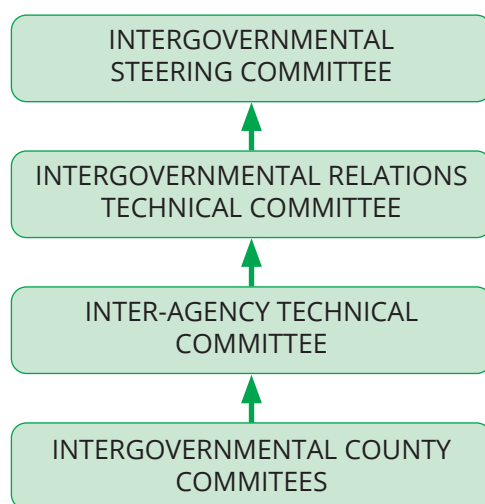 INTERGOVERNMENTAL
STEERING COMMITTEE
INTERGOVERNMENTAL RELATIONS
TECHNICAL COMMITTEE
INTER-AGENCY TECHNICAL
COMMITTEE
INTERGOVERNMENTAL COUNTY
COMMITEES